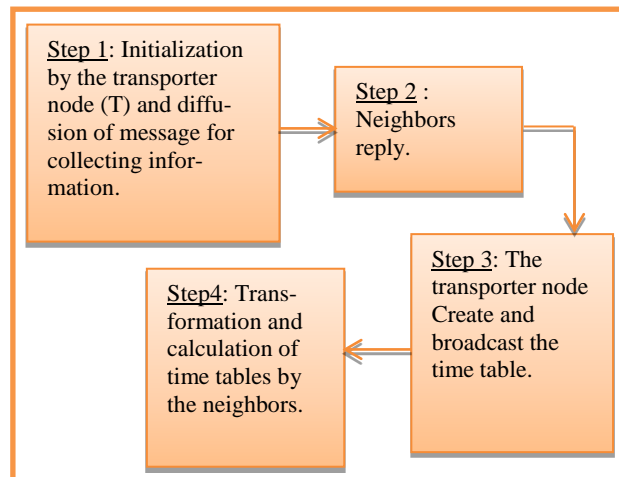 Step 1: Initialization
by the transporter
node (T) and diffu-
sion of message for
collecting infor-
mation.
Step 2 :
Neighbors
reply.
Step 3: The
transporter node
Create and
broadcast the
time table.
Step4: Trans-
formation and
calculation of
time tables by
the neighbors.